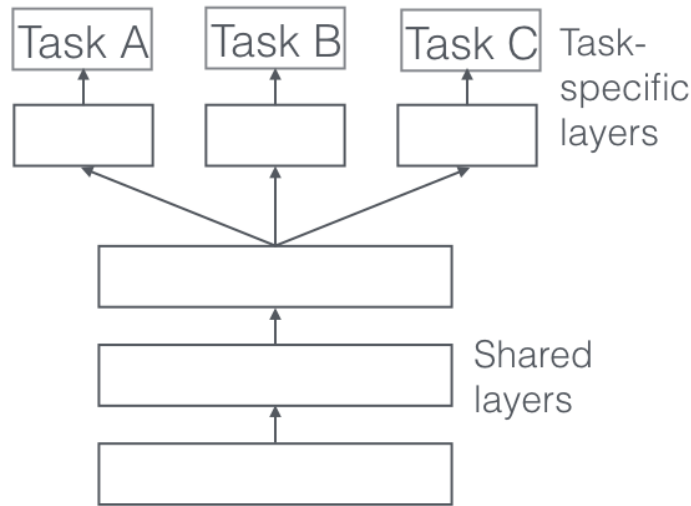 Task A
Task B
Task C
Task-
specific
layers
Shared
layers